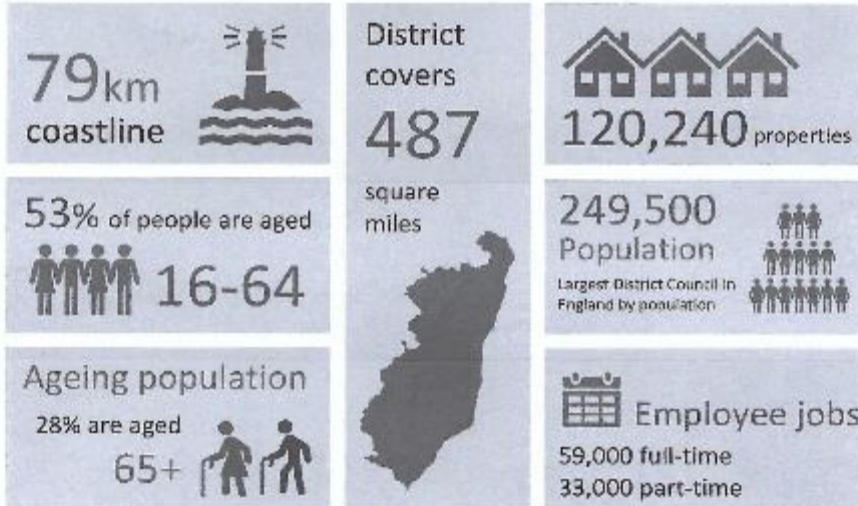 79km
coastline
53% of people are aged
16-64
Ageing population
28% are aged
65+
District
covers
487
square
miles
120,240 properties
249,500
Population
Largest District Council in
England by population
Employee jobs
59,000 full-time
33,000 part-time